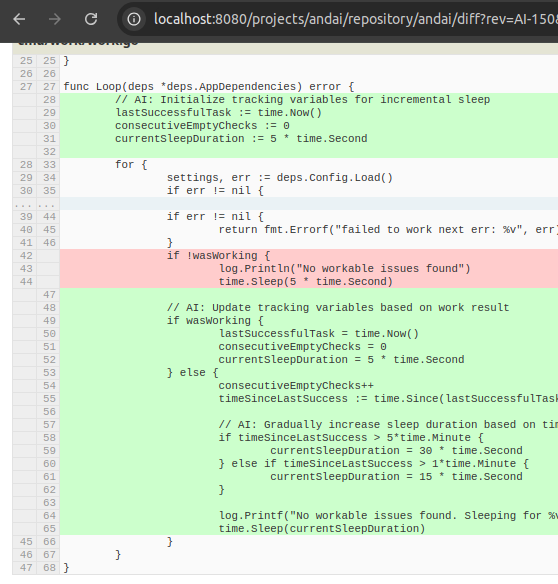 localhost:8080/projects/andai/repository/andai/diff?rev=AI-150
25 25 }
26 26
27 27 func Loop(deps *deps.AppDependencies) error {
28 // AI: Initialize tracking variables for incremental sleep
29 lastSuccessfulTask := time.Now()
30 consecutiveEmptyChecks := 0
31 currentSleepDuration := 5 * time.Second
32
28 33 for {
29 34 settings, err := deps.Config.Load()
30 35 if err != nil {
... ...
39 44 if err != nil {
40 45 return fmt.Errorf("failed to work next err: %v", err)
41 46 }
42 if !wasWorking {
43 log.Println("No workable issues found")
44 time.Sleep(5 * time.Second)
47
48 // AI: Update tracking variables based on work result
49 if wasWorking {
50 lastSuccessfulTask = time.Now()
51 consecutiveEmptyChecks = 0
52 currentSleepDuration = 5 * time.Second
53 } else {
54 consecutiveEmptyChecks++
55 timeSinceLastSuccess := time.Since(lastSuccessfulTask
56
57 // AI: Gradually increase sleep duration based on tim
58 if timeSinceLastSuccess > 5*time.Minute {
59 currentSleepDuration = 30 * time.Second
60 } else if timeSinceLastSuccess > 1*time.Minute {
61 currentSleepDuration = 15 * time.Second
62 }
63
64 log.Printf("No workable issues found. Sleeping for %v
65 time.Sleep(currentSleepDuration)
45 66 }
46 67 }
47 68 }